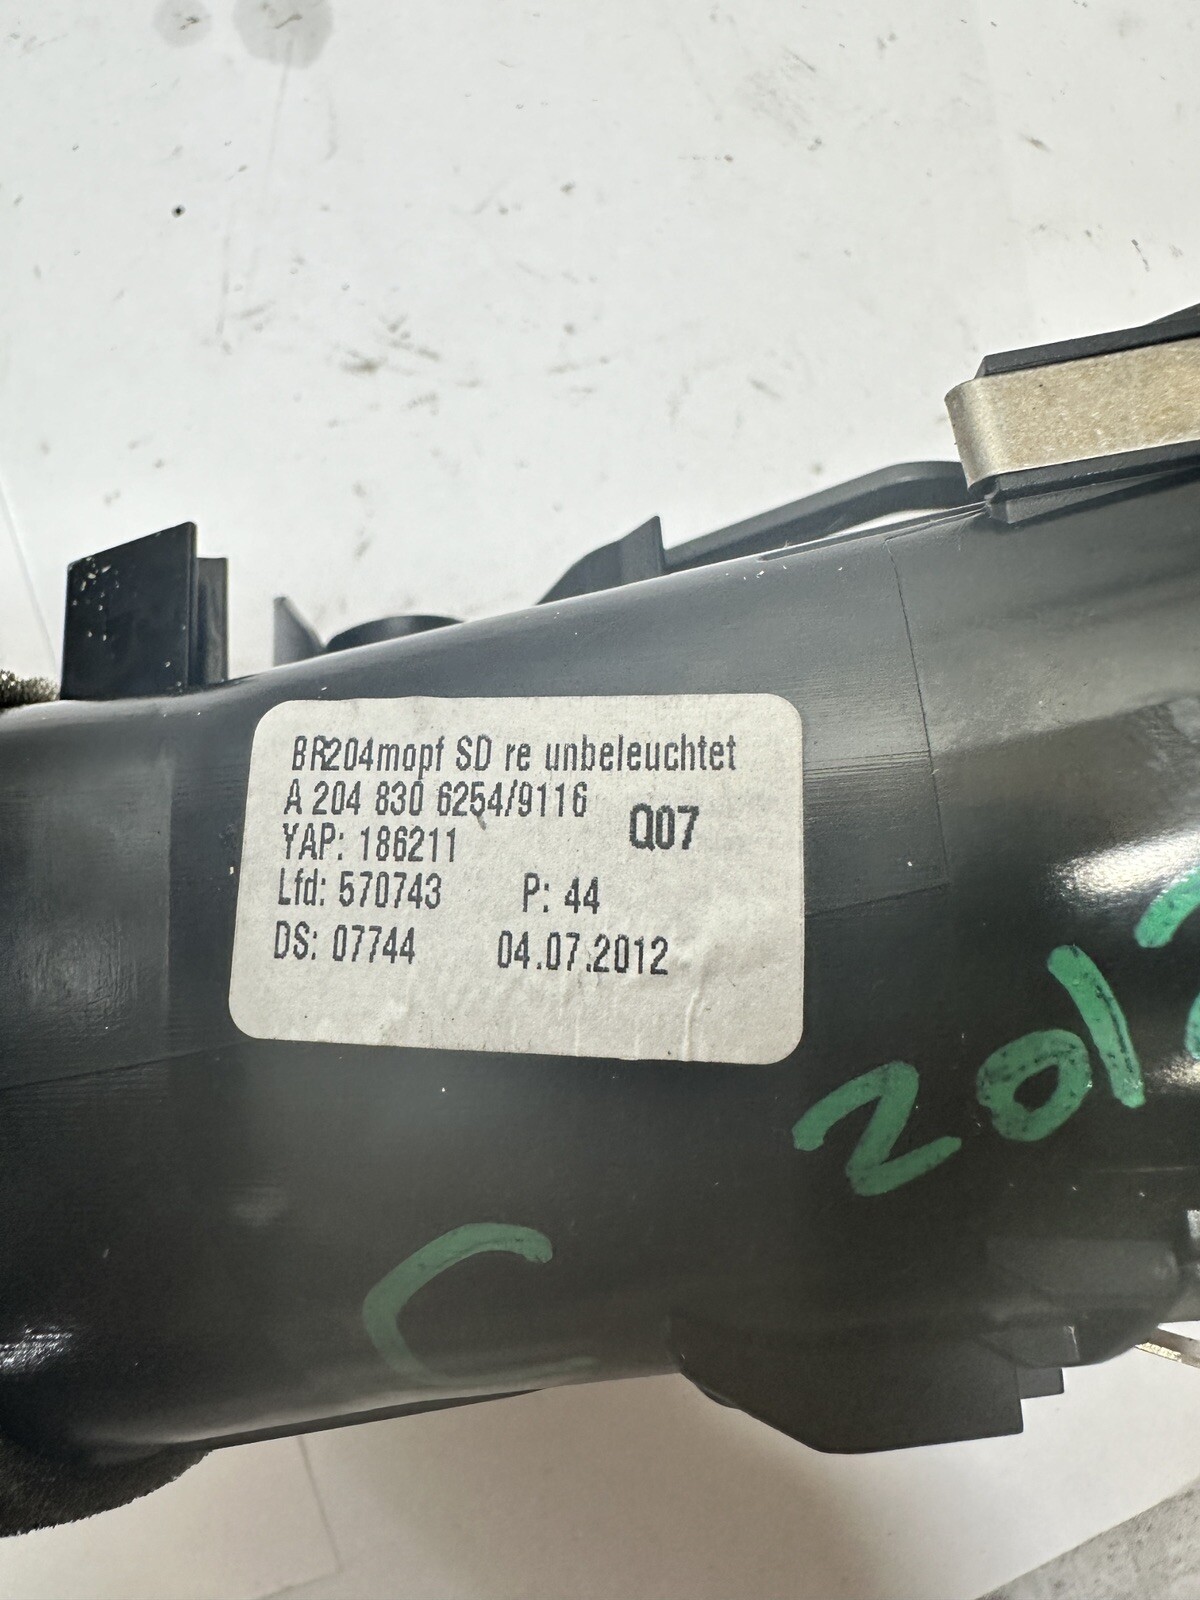 BR204mopf SD re unbeleuchtet
A 204 830 6254/9116
Q07
YAP: 186211
Lfd: 570743 P: 44
DS: 07744 04.07.2012
2012
C